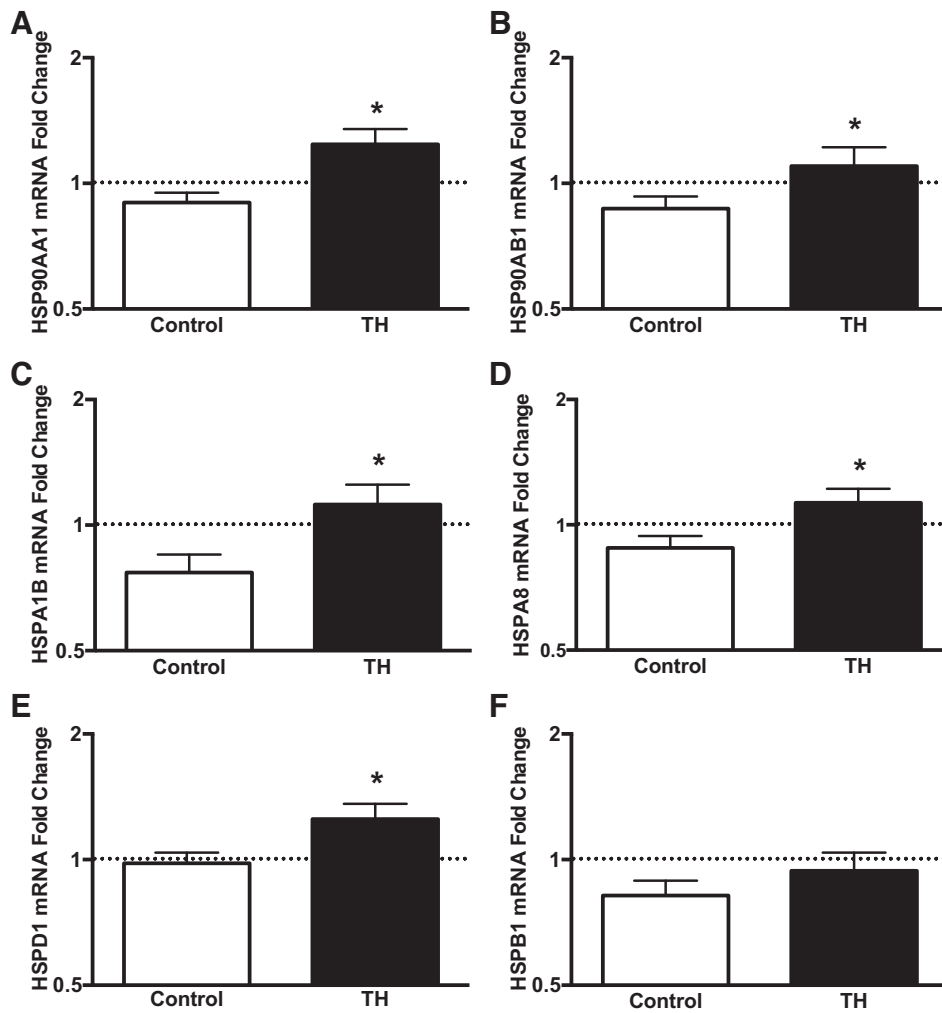 A
HSP90AA1 mRNA Fold Change
2
1
0.5
*
Control
TH
B
HSP90AB1 mRNA Fold Change
2
1
0.5
*
Control
TH
C
HSPA1B mRNA Fold Change
2
1
0.5
*
Control
TH
D
HSPA8 mRNA Fold Change
2
1
0.5
*
Control
TH
E
HSPD1 mRNA Fold Change
2
1
0.5
*
Control
TH
F
HSPB1 mRNA Fold Change
2
1
0.5
Control
TH